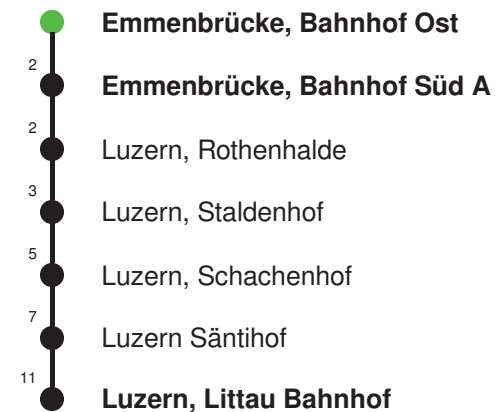 Emmenbrücke, Bahnhof Ost
2
Emmenbrücke, Bahnhof Süd A
2
Luzern, Rothenhalde
3
Luzern, Staldenhof
5
Luzern, Schachenhof
7
Luzern Säntihof
11
Luzern, Littau Bahnhof